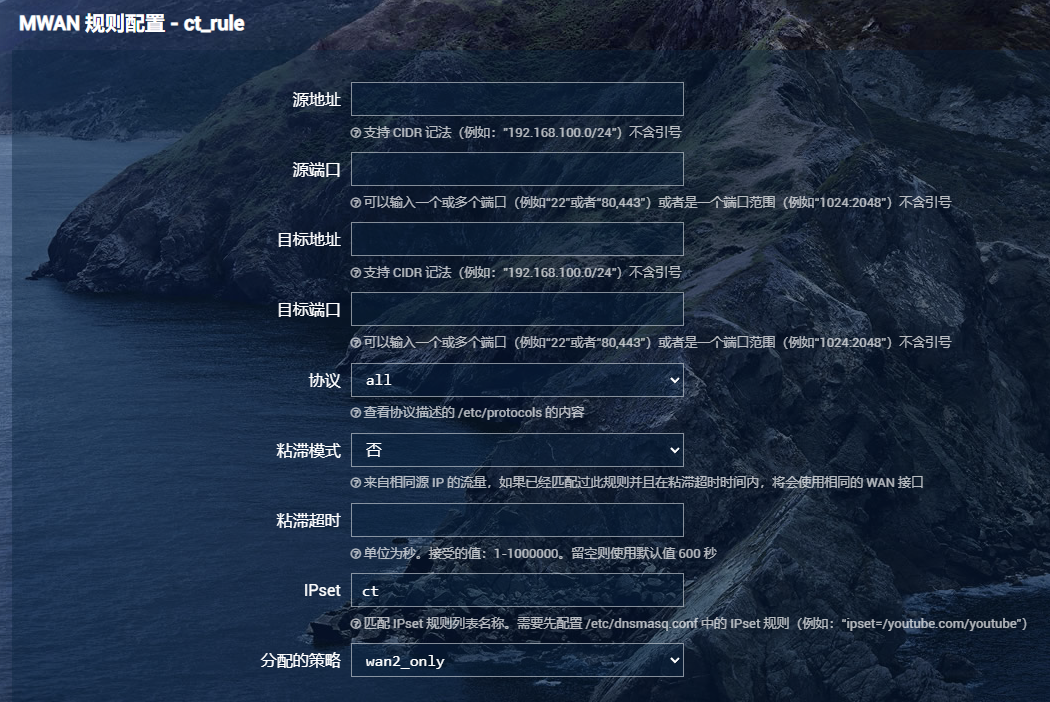 MWAN 规则配置 - ct_rule
源地址
支持 CIDR 记法（例如："192.168.100.0/24"）不含引号
源端口
可以输入一个或多个端口（例如"22"或者"80,443"）或者是一个端口范围（例如"1024:2048"）不含引号
目标地址
支持 CIDR 记法（例如："192.168.100.0/24"）不含引号
目标端口
可以输入一个或多个端口（例如"22"或者"80,443"）或者是一个端口范围（例如"1024:2048"）不含引号
协议 all
查看协议描述的 /etc/protocols 的内容
粘滞模式 否
来自相同源 IP 的流量，如果已经匹配过此规则并且在粘滞超时时间内，将会使用相同的 WAN 接口
粘滞超时
单位为秒。接受的值：1-1000000。留空则使用默认值 600 秒
IPset ct
匹配 IPset 规则列表名称。需要先配置 /etc/dnsmasq.conf 中的 IPset 规则（例如："ipset=/youtube.com/youtube"）
分配的策略 wan2_only